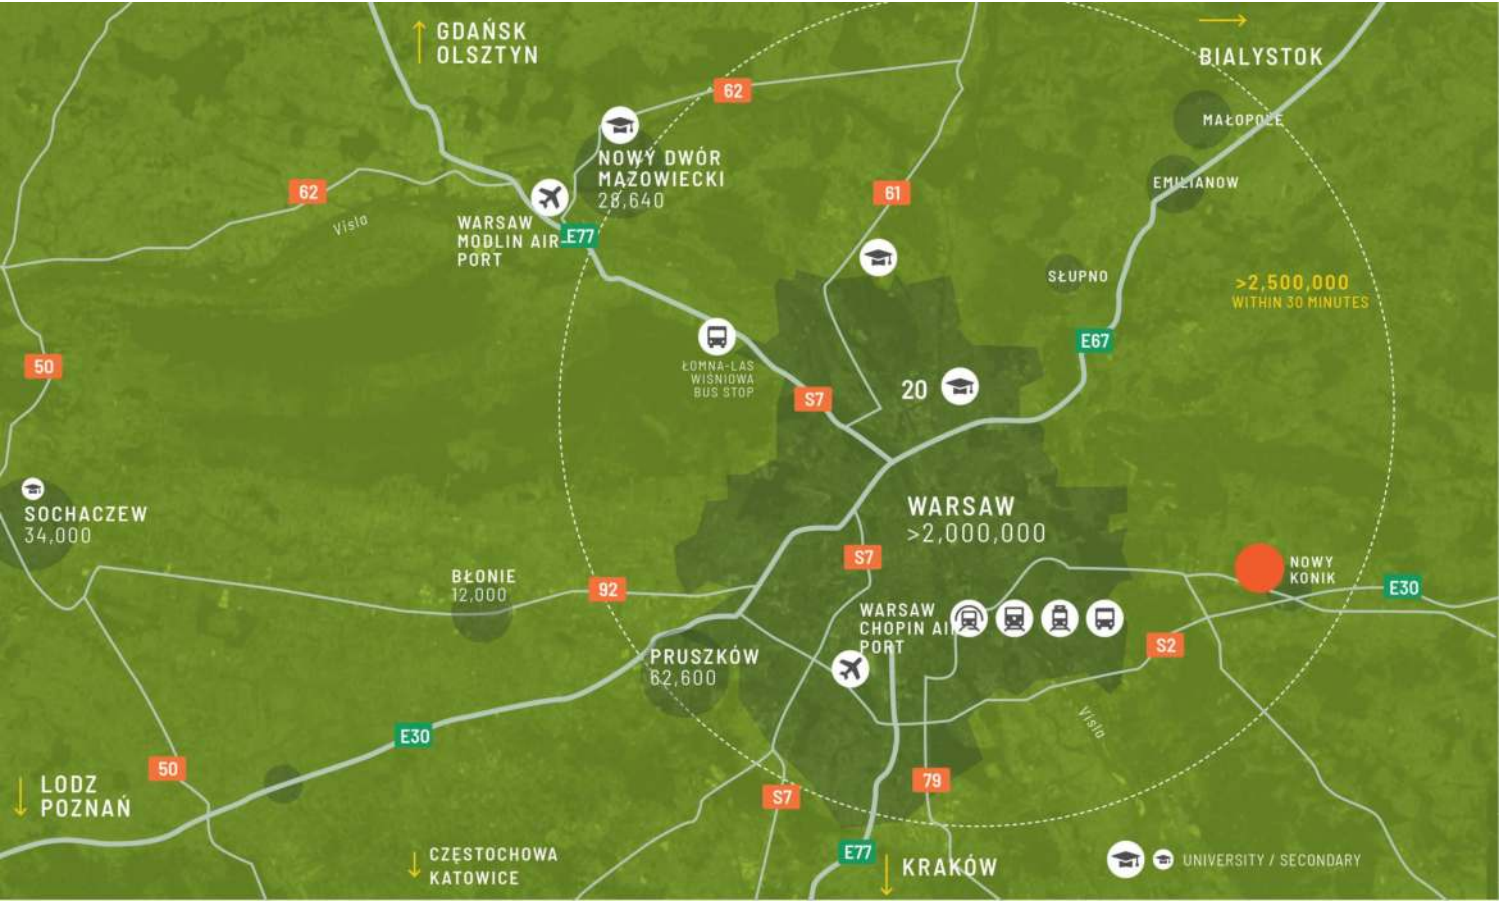 GDAŃSK
OLSZTYN
BIALYSTOK
62
MAŁOPOLE
NOWY DWÓR
MAZOWIECKI
28,640
EMILIANOW
62
61
Visla
WARSAW
MODLIN AIR
PORT
E77
SŁUPNO
>2,500,000
WITHIN 30 MINUTES
E67
50
ŁOMNA-LAS
WIŚNIOWA
BUS STOP
S7
20
SOCHACZEW
34,000
WARSAW
>2,000,000
S7
NOWY
KONIK
E30
BŁONIE
12,000
92
WARSAW
CHOPIN AIR
PORT
S2
PRUSZKÓW
62,600
Visla
E30
50
LODZ
POZNAŃ
S7
79
CZĘSTOCHOWA
KATOWICE
E77
KRAKÓW
UNIVERSITY / SECONDARY